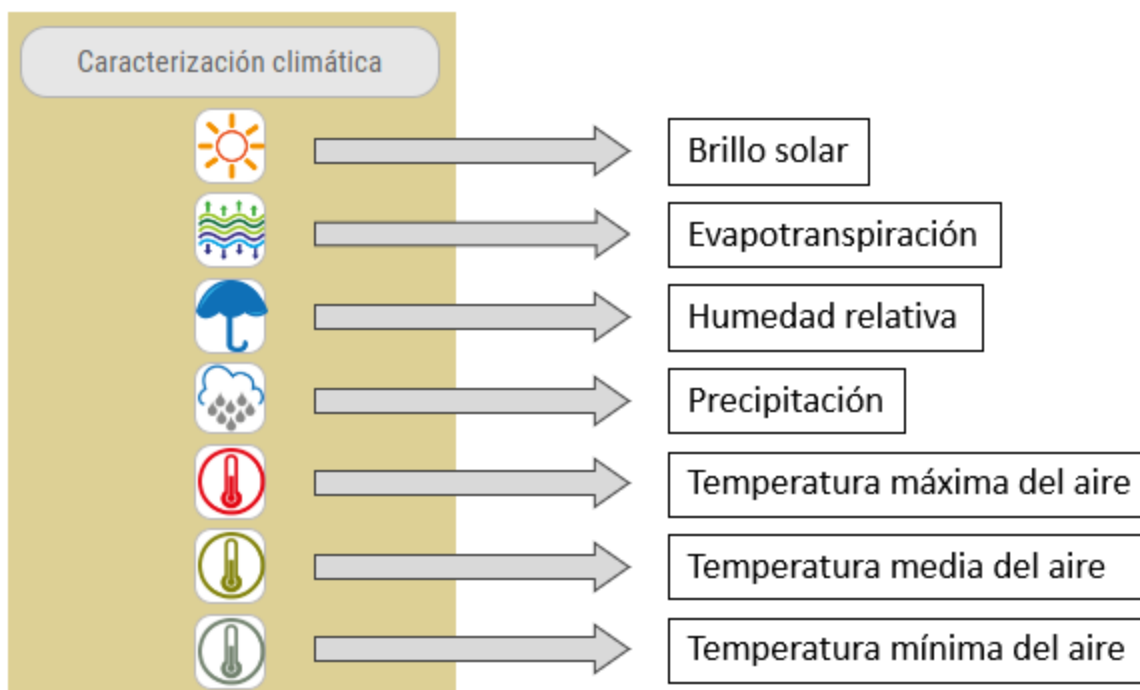 Caracterización climática
Brillo solar
Evapotranspiración
Humedad relativa
Precipitación
Temperatura máxima del aire
Temperatura media del aire
Temperatura mínima del aire